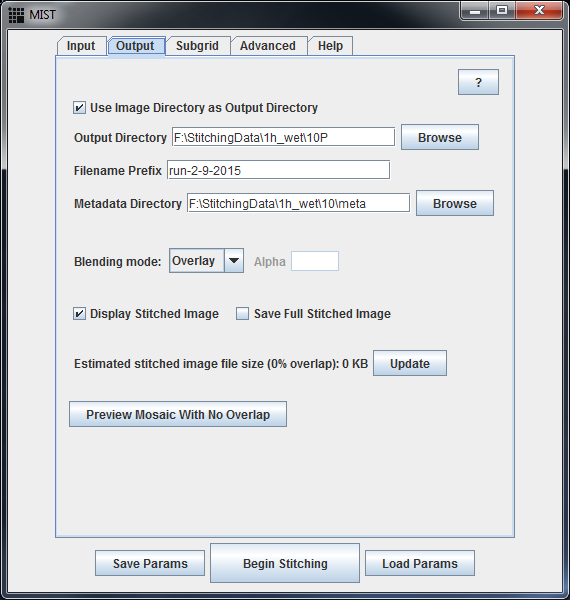 MIST
Input Output Subgrid Advanced Help
?
Use Image Directory as Output Directory
Output Directory F:\StitchingData\1h_wet\10P Browse
Filename Prefix run-2-9-2015
Metadata Directory F:\StitchingData\1h_wet\10\meta Browse
Blending mode: Overlay Alpha
Display Stitched Image Save Full Stitched Image
Estimated stitched image file size (0% overlap): 0 KB Update
Preview Mosaic With No Overlap
Save Params Begin Stitching Load Params